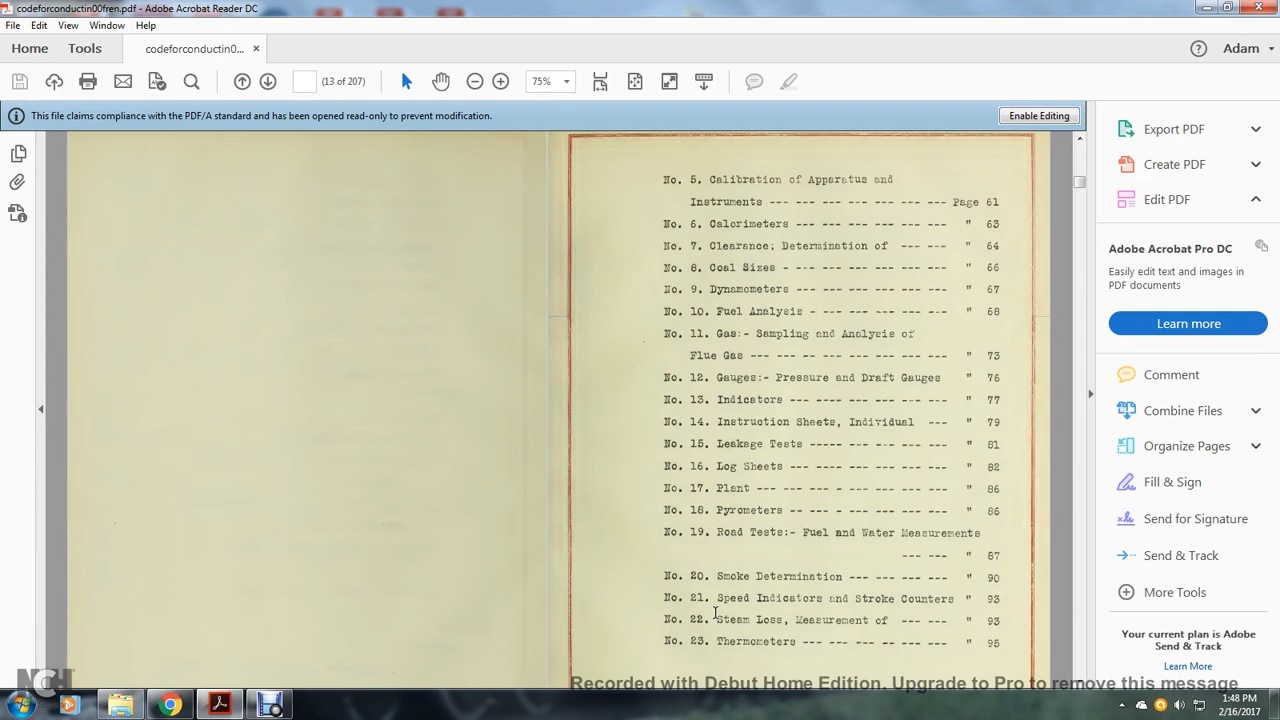 codeforconductin00fren.pdf - Adobe Acrobat Reader DC
File Edit View Window Help
Home Tools codeforconductin0... × Adam
(13 of 207) 75%
This file claims compliance with the PDF/A standard and has been opened read-only to prevent modification. Enable Editing
No. 5. Calibration of Apparatus and
Instruments --- --- --- --- --- --- --- Page 61
No. 6. Calorimeters --- --- --- --- --- --- --- " 63
No. 7. Clearance; Determination of --- --- " 64
No. 8. Coal Sizes - --- --- --- --- --- --- --- " 66
No. 9. Dynamometers --- --- --- --- --- --- --- " 67
No. 10. Fuel Analysis - --- --- --- --- --- --- " 68
No. 11. Gas:- Sampling and Analysis of
Flue Gas --- --- -- --- --- --- --- --- --- " 73
No. 12. Gauges:- Pressure and Draft Gauges " 76
No. 13. Indicators --- --- --- --- --- --- --- " 77
No. 14. Instruction Sheets, Individual --- " 79
No. 15. Leakage Tests ----- --- --- --- --- --- " 81
No. 16. Log Sheets --- --- --- --- --- --- --- " 82
No. 17. Plant --- --- --- - --- --- --- --- " 86
No. 18. Pyrometers -- --- - --- --- --- --- " 86
No. 19. Road Tests:- Fuel and Water Measurements
--- --- " 87
No. 20. Smoke Determination --- --- --- --- --- " 90
No. 21. Speed Indicators and Stroke Counters " 93
No. 22. Steam Loss, Measurement of --- --- " 93
No. 23. Thermometers --- --- --- --- --- --- --- " 95
Export PDF
Create PDF
Edit PDF
Adobe Acrobat Pro DC
Easily edit text and images in
PDF documents
Learn more
Comment
Combine Files
Organize Pages
Fill & Sign
Send for Signature
Send & Track
More Tools
Your current plan is Adobe
Send & Track
Learn More
NCH
Recorded with Debut Home Edition. Upgrade to Pro to remove this message
1:48 PM
2/16/2017